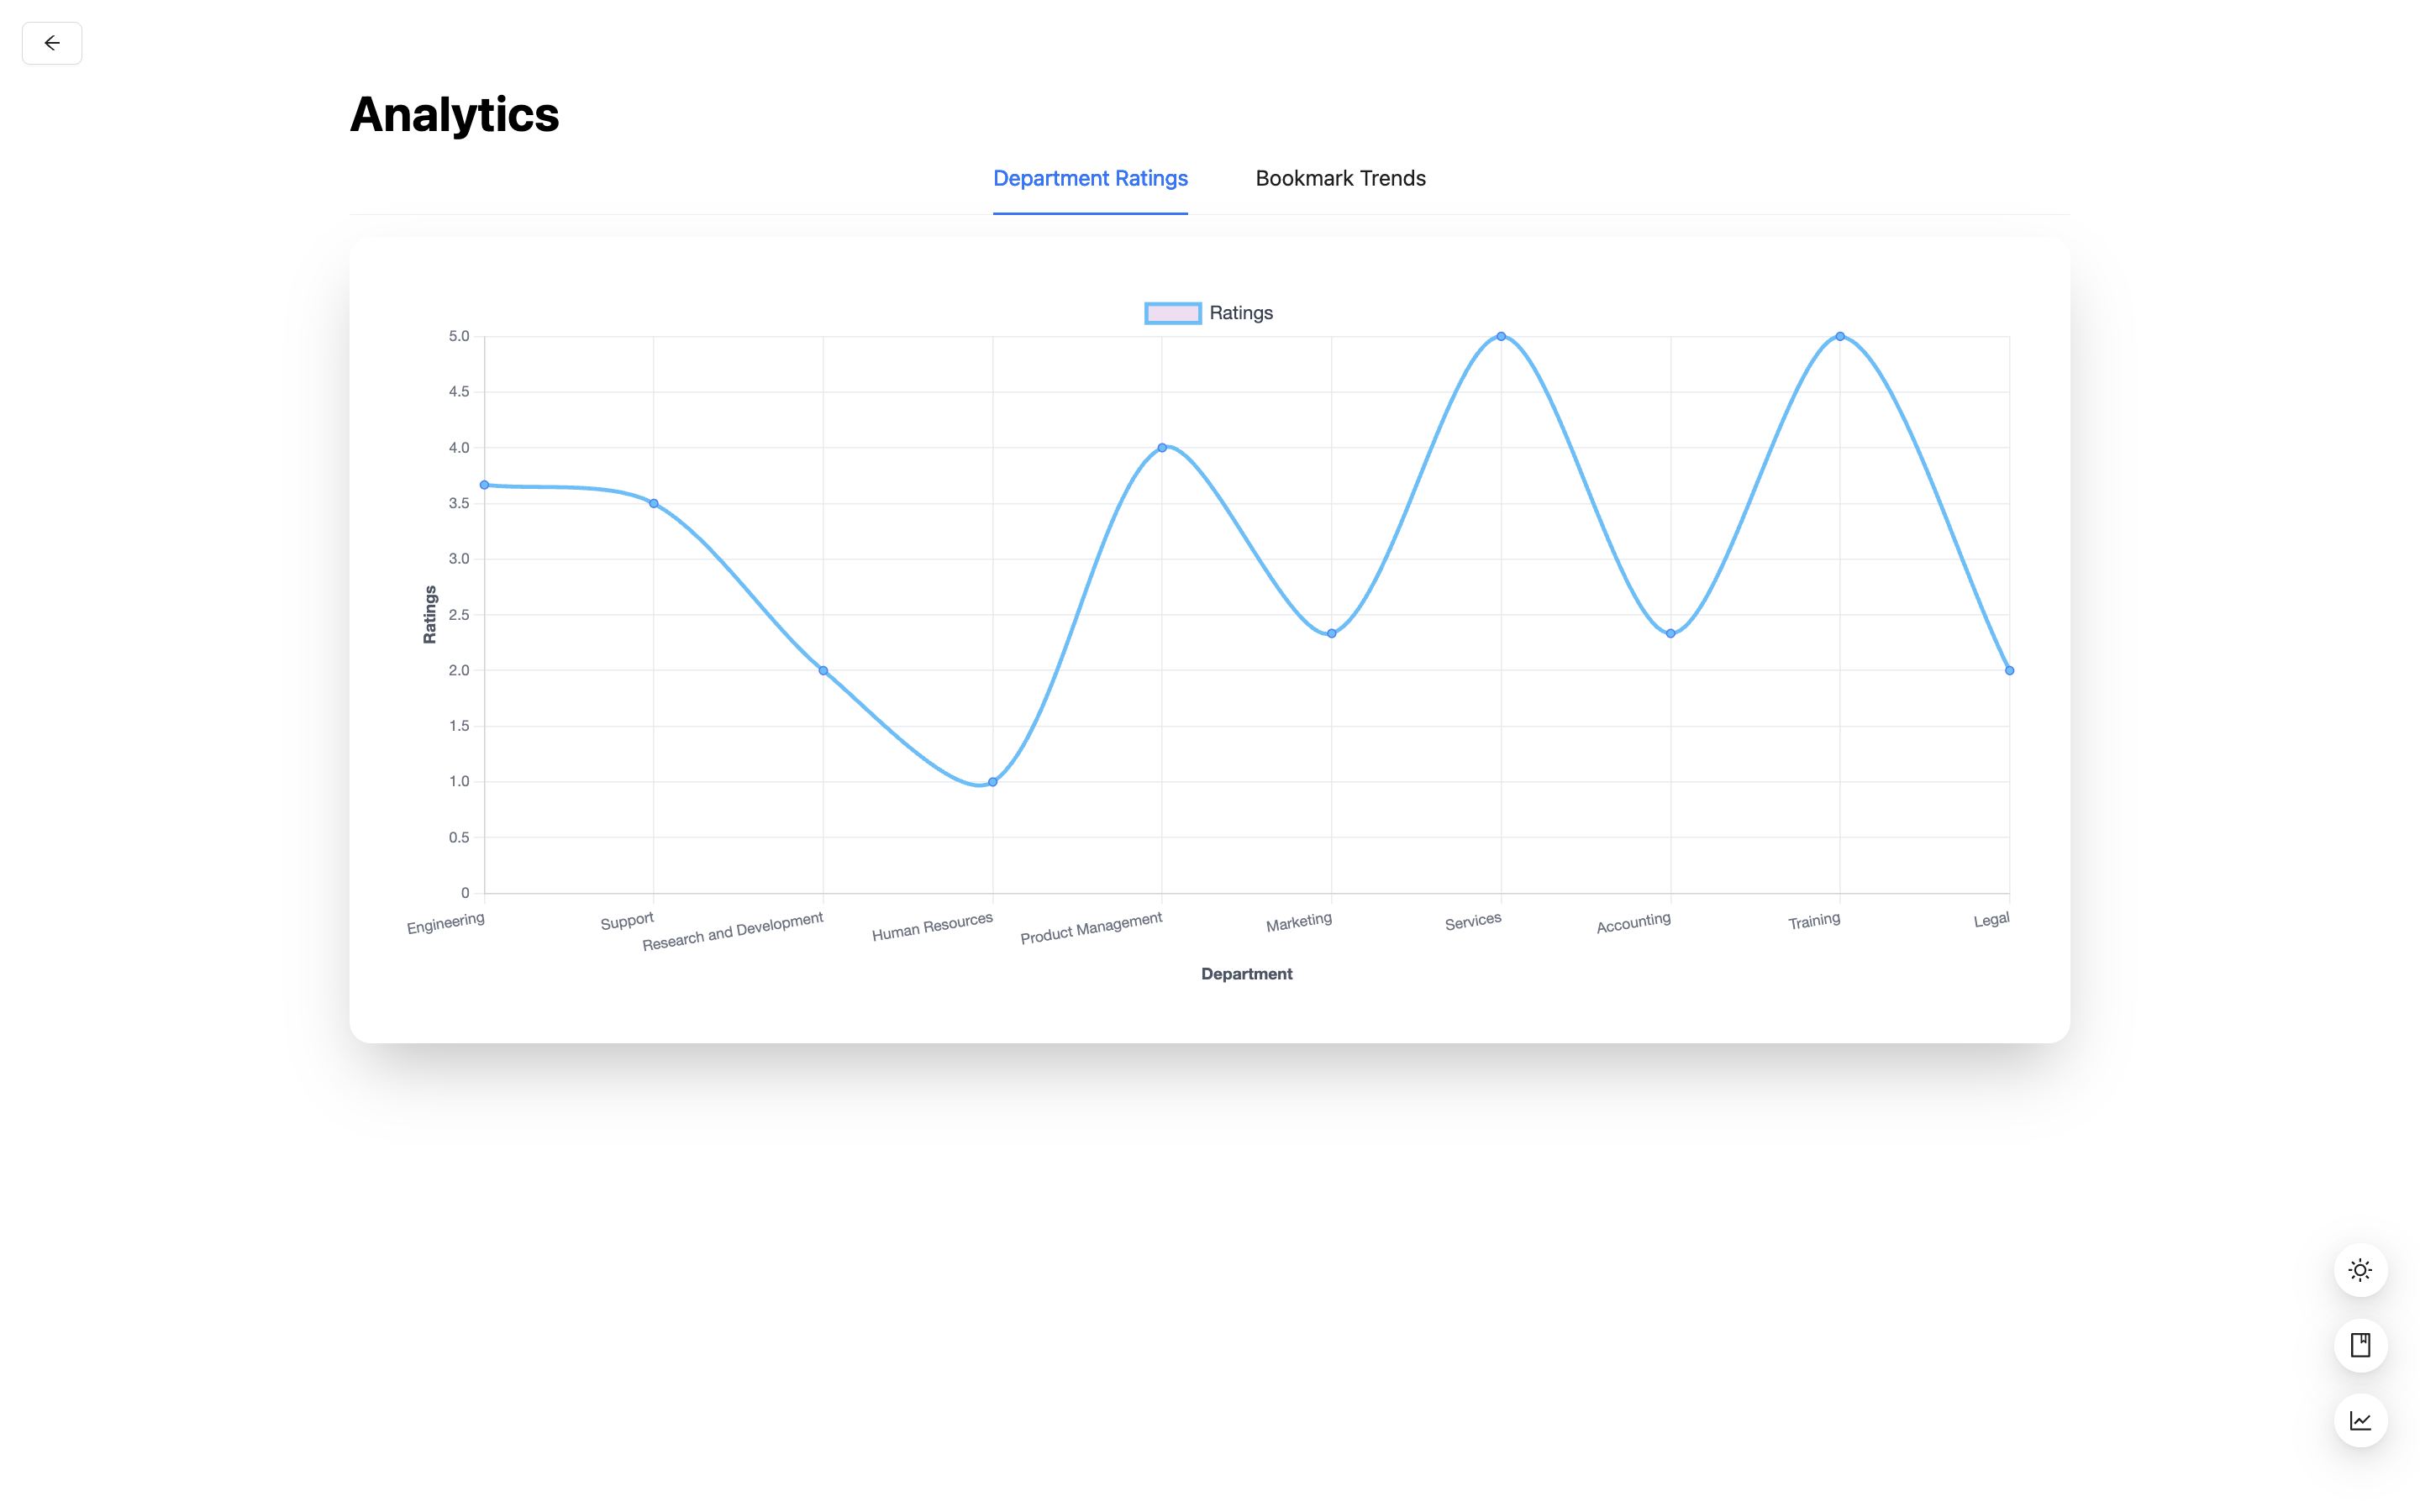 Analytics
Department Ratings
Bookmark Trends
Ratings
5.0
4.5
4.0
3.5
3.0
2.5
2.0
1.5
1.0
0.5
0
Ratings
Engineering
Support
Research and Development
Human Resources
Product Management
Marketing
Services
Accounting
Training
Legal
Department